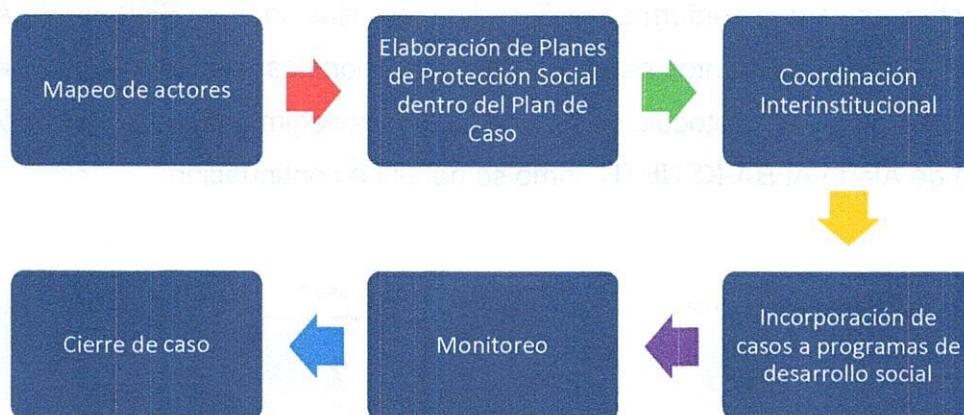 Mapeo de actores
Elaboración de Planes
de Protección Social
dentro del Plan de
Caso
Coordinación
Interinstitucional
Incorporación de
casos a programas de
desarrollo social
Monitoreo
Cierre de caso